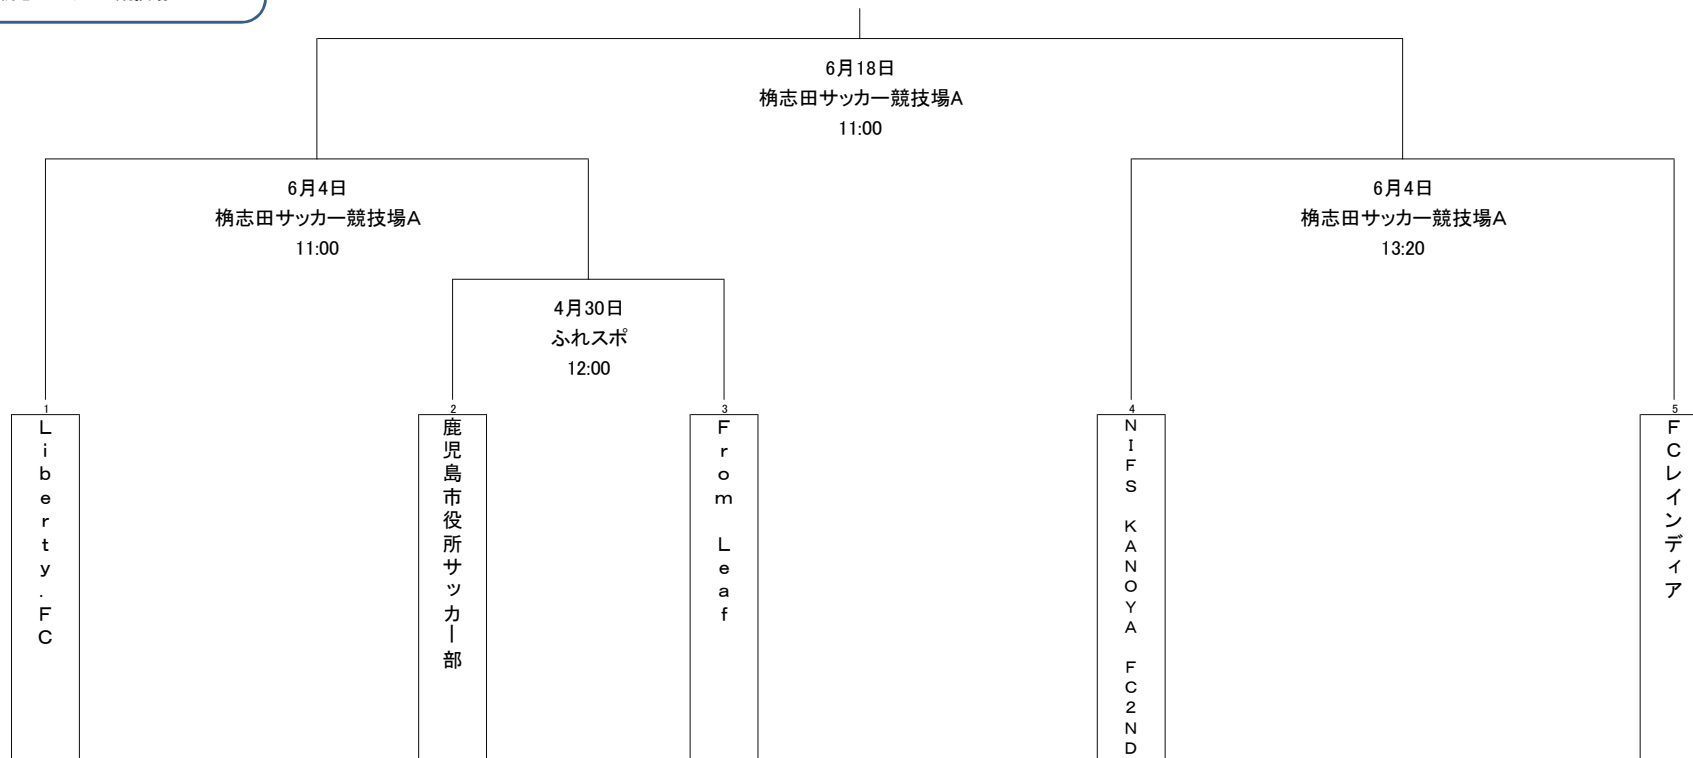 6月18日
桷志田サッカー競技場A
11:00
6月4日
桷志田サッカー競技場A
11:00
6月4日
桷志田サッカー競技場A
13:20
4月30日
ふれスポ
12:00
1
Liberty.FC
2
鹿児島市役所サッカー部
3
From Leaf
4
NIFS KANOYA FC2ND
5
FCレインディア